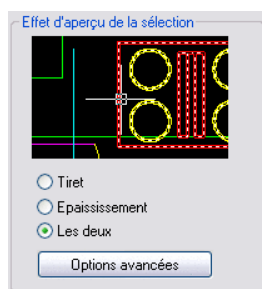 Effet d'aperçu de la sélection
Tiret
Epaississement
Les deux
Options avancées